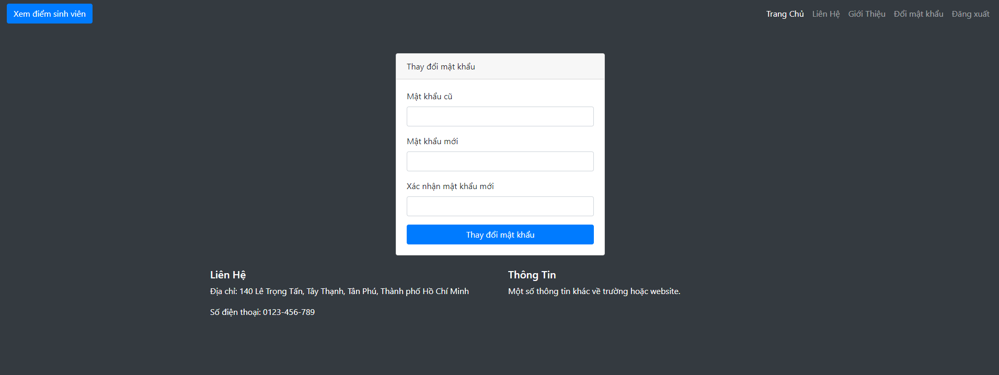 Xem điểm sinh viên
Trang Chủ Liên Hệ Giới Thiệu Đổi mật khẩu Đăng xuất
Thay đổi mật khẩu
Mật khẩu cũ
Mật khẩu mới
Xác nhận mật khẩu mới
Thay đổi mật khẩu
Liên Hệ
Địa chỉ: 140 Lê Trọng Tấn, Tây Thạnh, Tân Phú, Thành phố Hồ Chí Minh
Số điện thoại: 0123-456-789
Thông Tin
Một số thông tin khác về trường hoặc website.